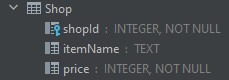 Shop
shopId : INTEGER, NOT NULL
itemName : TEXT
price : INTEGER, NOT NULL